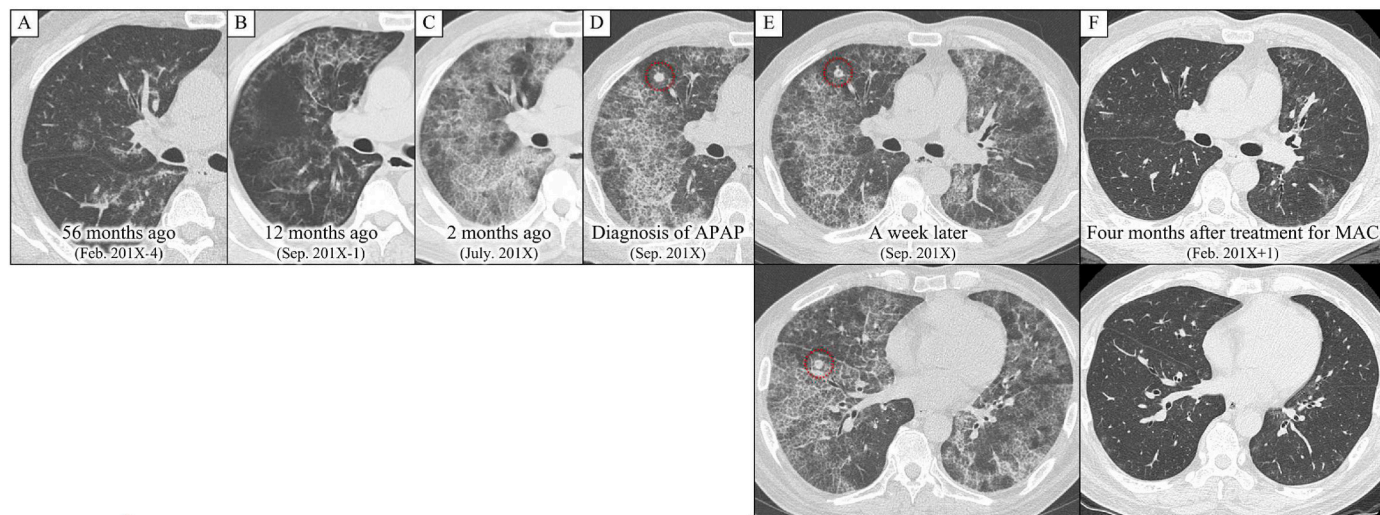 A
B
C
D
E
F
56 months ago
(Feb. 201X-4)
12 months ago
(Sep. 201X-1)
2 months ago
(July. 201X)
Diagnosis of APAP
(Sep. 201X)
A week later
(Sep. 201X)
Four months after treatment for MAC
(Feb. 201X+1)